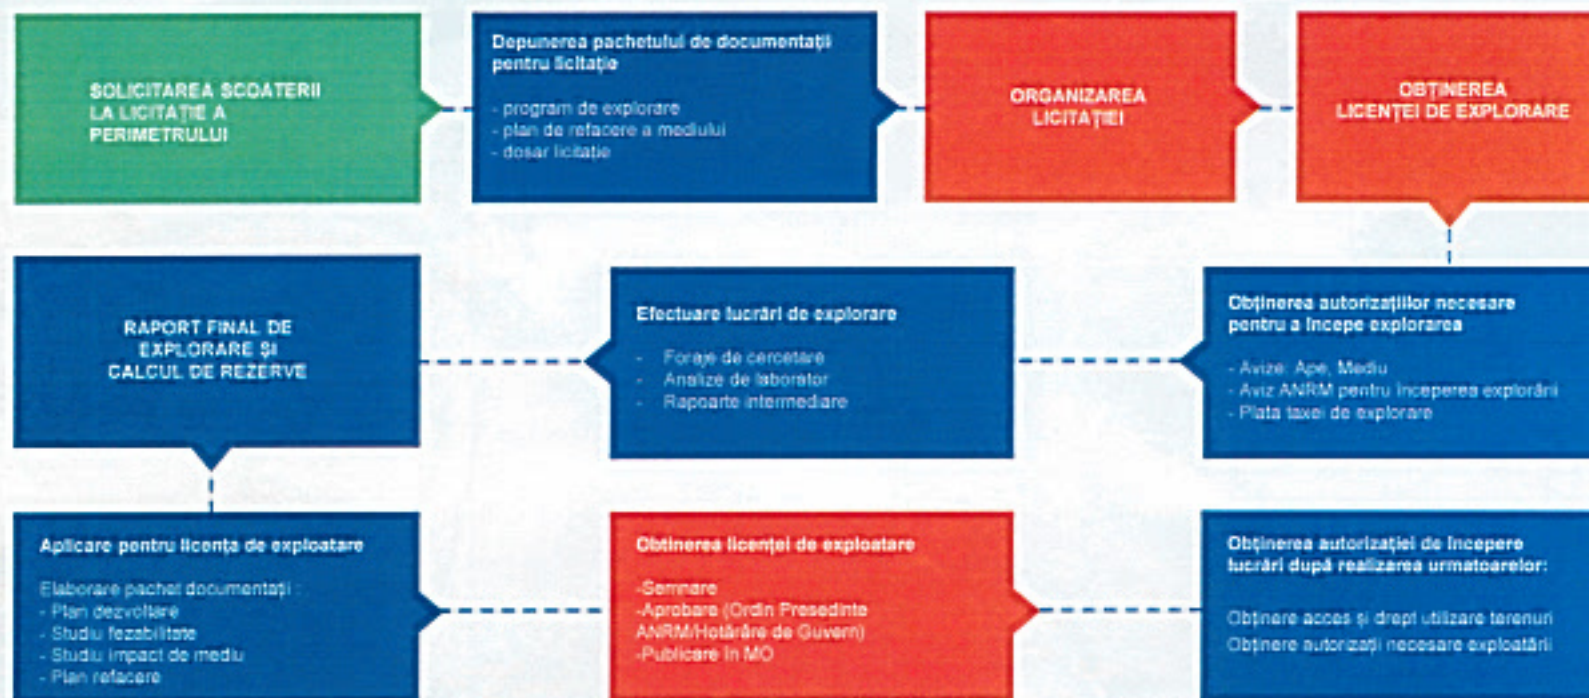 SOLICITAREA SCOATERII
LA LICITAȚIE A
PERIMETRULUI
Depunerea pachetului de documentații
pentru licitație
- program de explorare
- plan de refacere a mediului
- dosar licitație
ORGANIZAREA
LICITAȚIEI
OBȚINEREA
LICENȚEI DE EXPLORARE
RAPORT FINAL DE
EXPLORARE ȘI
CALCUL DE REZERVE
Efectuare lucrări de explorare
- Foraje de cercetare
- Analize de laborator
- Rapoarte intermediare
Obținerea autorizațiilor necesare
pentru a începe explorarea
- Avize: Ape, Mediu
- Aviz ANRM pentru începerea explorării
- Plata taxei de explorare
Aplicare pentru licența de exploatare
Elaborare pachet documentații :
- Plan dezvoltare
- Studiu fezabilitate
- Studiu impact de mediu
- Plan refacere
Obtinerea licenței de exploatare
-Semnare
-Aprobare (Ordin Presedinte
ANRM/Hotărâre de Guvern)
-Publicare în MO
Obținerea autorizației de începere
lucrări după realizarea urmatoarelor:
Obținere acces și drept utilizare terenuri
Obținere autorizații necesare exploatării